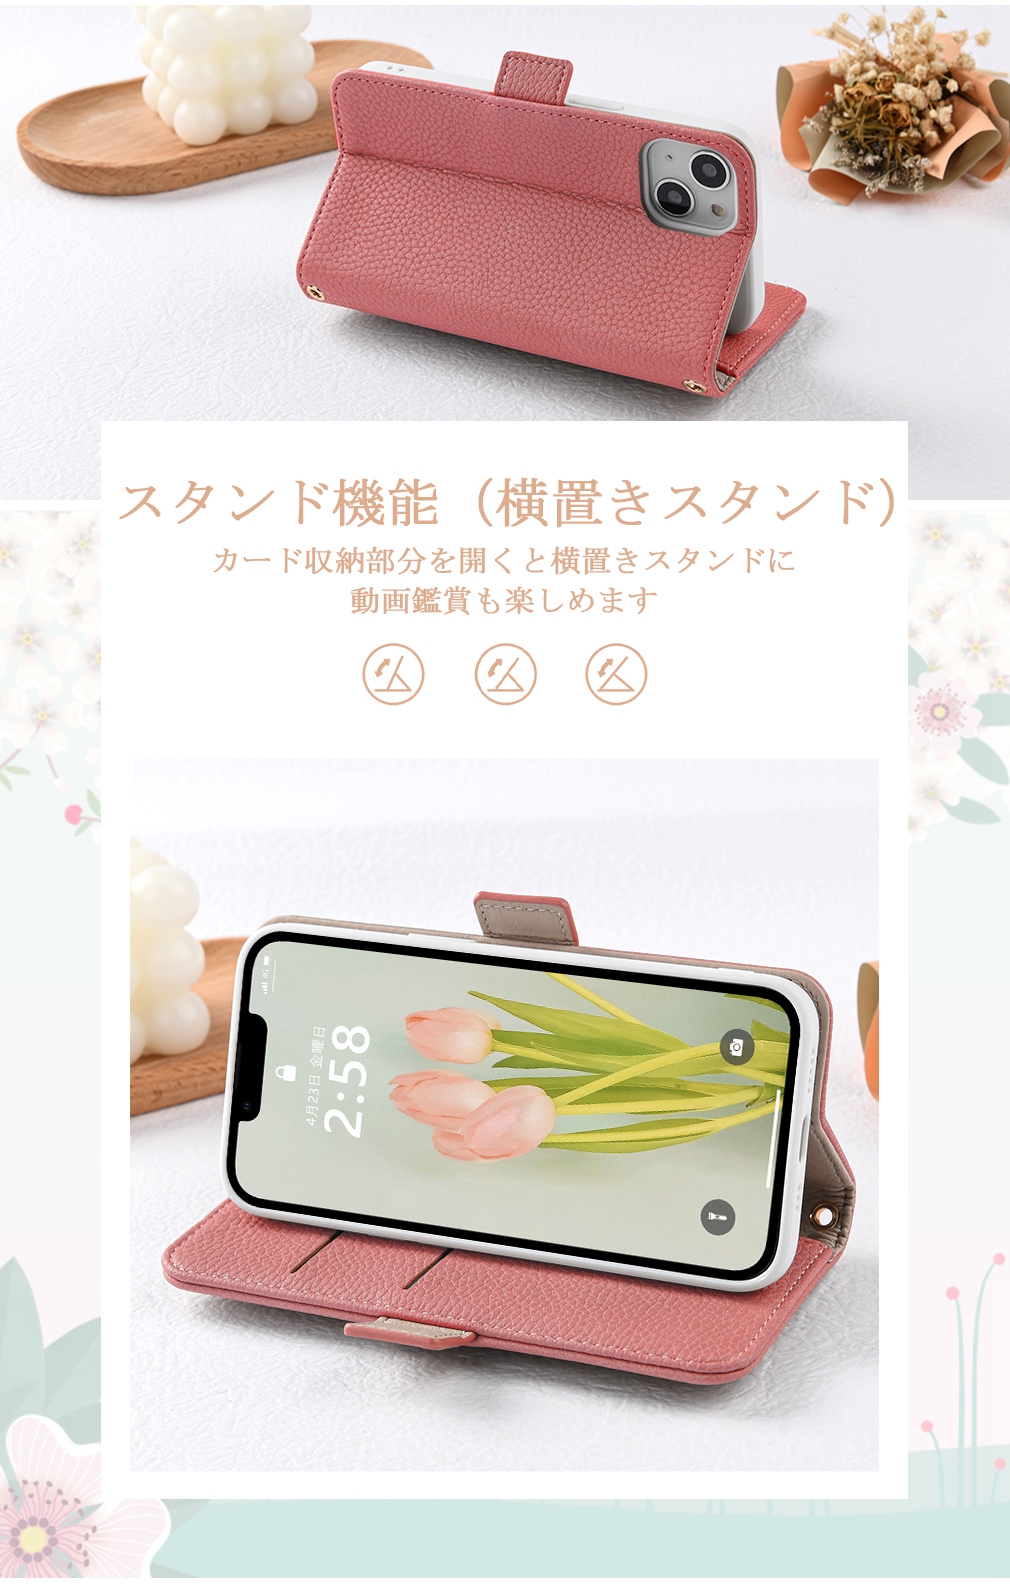 スタンド機能（横置きスタンド）
カード収納部分を開くと横置きスタンドに
動画鑑賞も楽しめます
4G
4月23日 金曜日
2:58